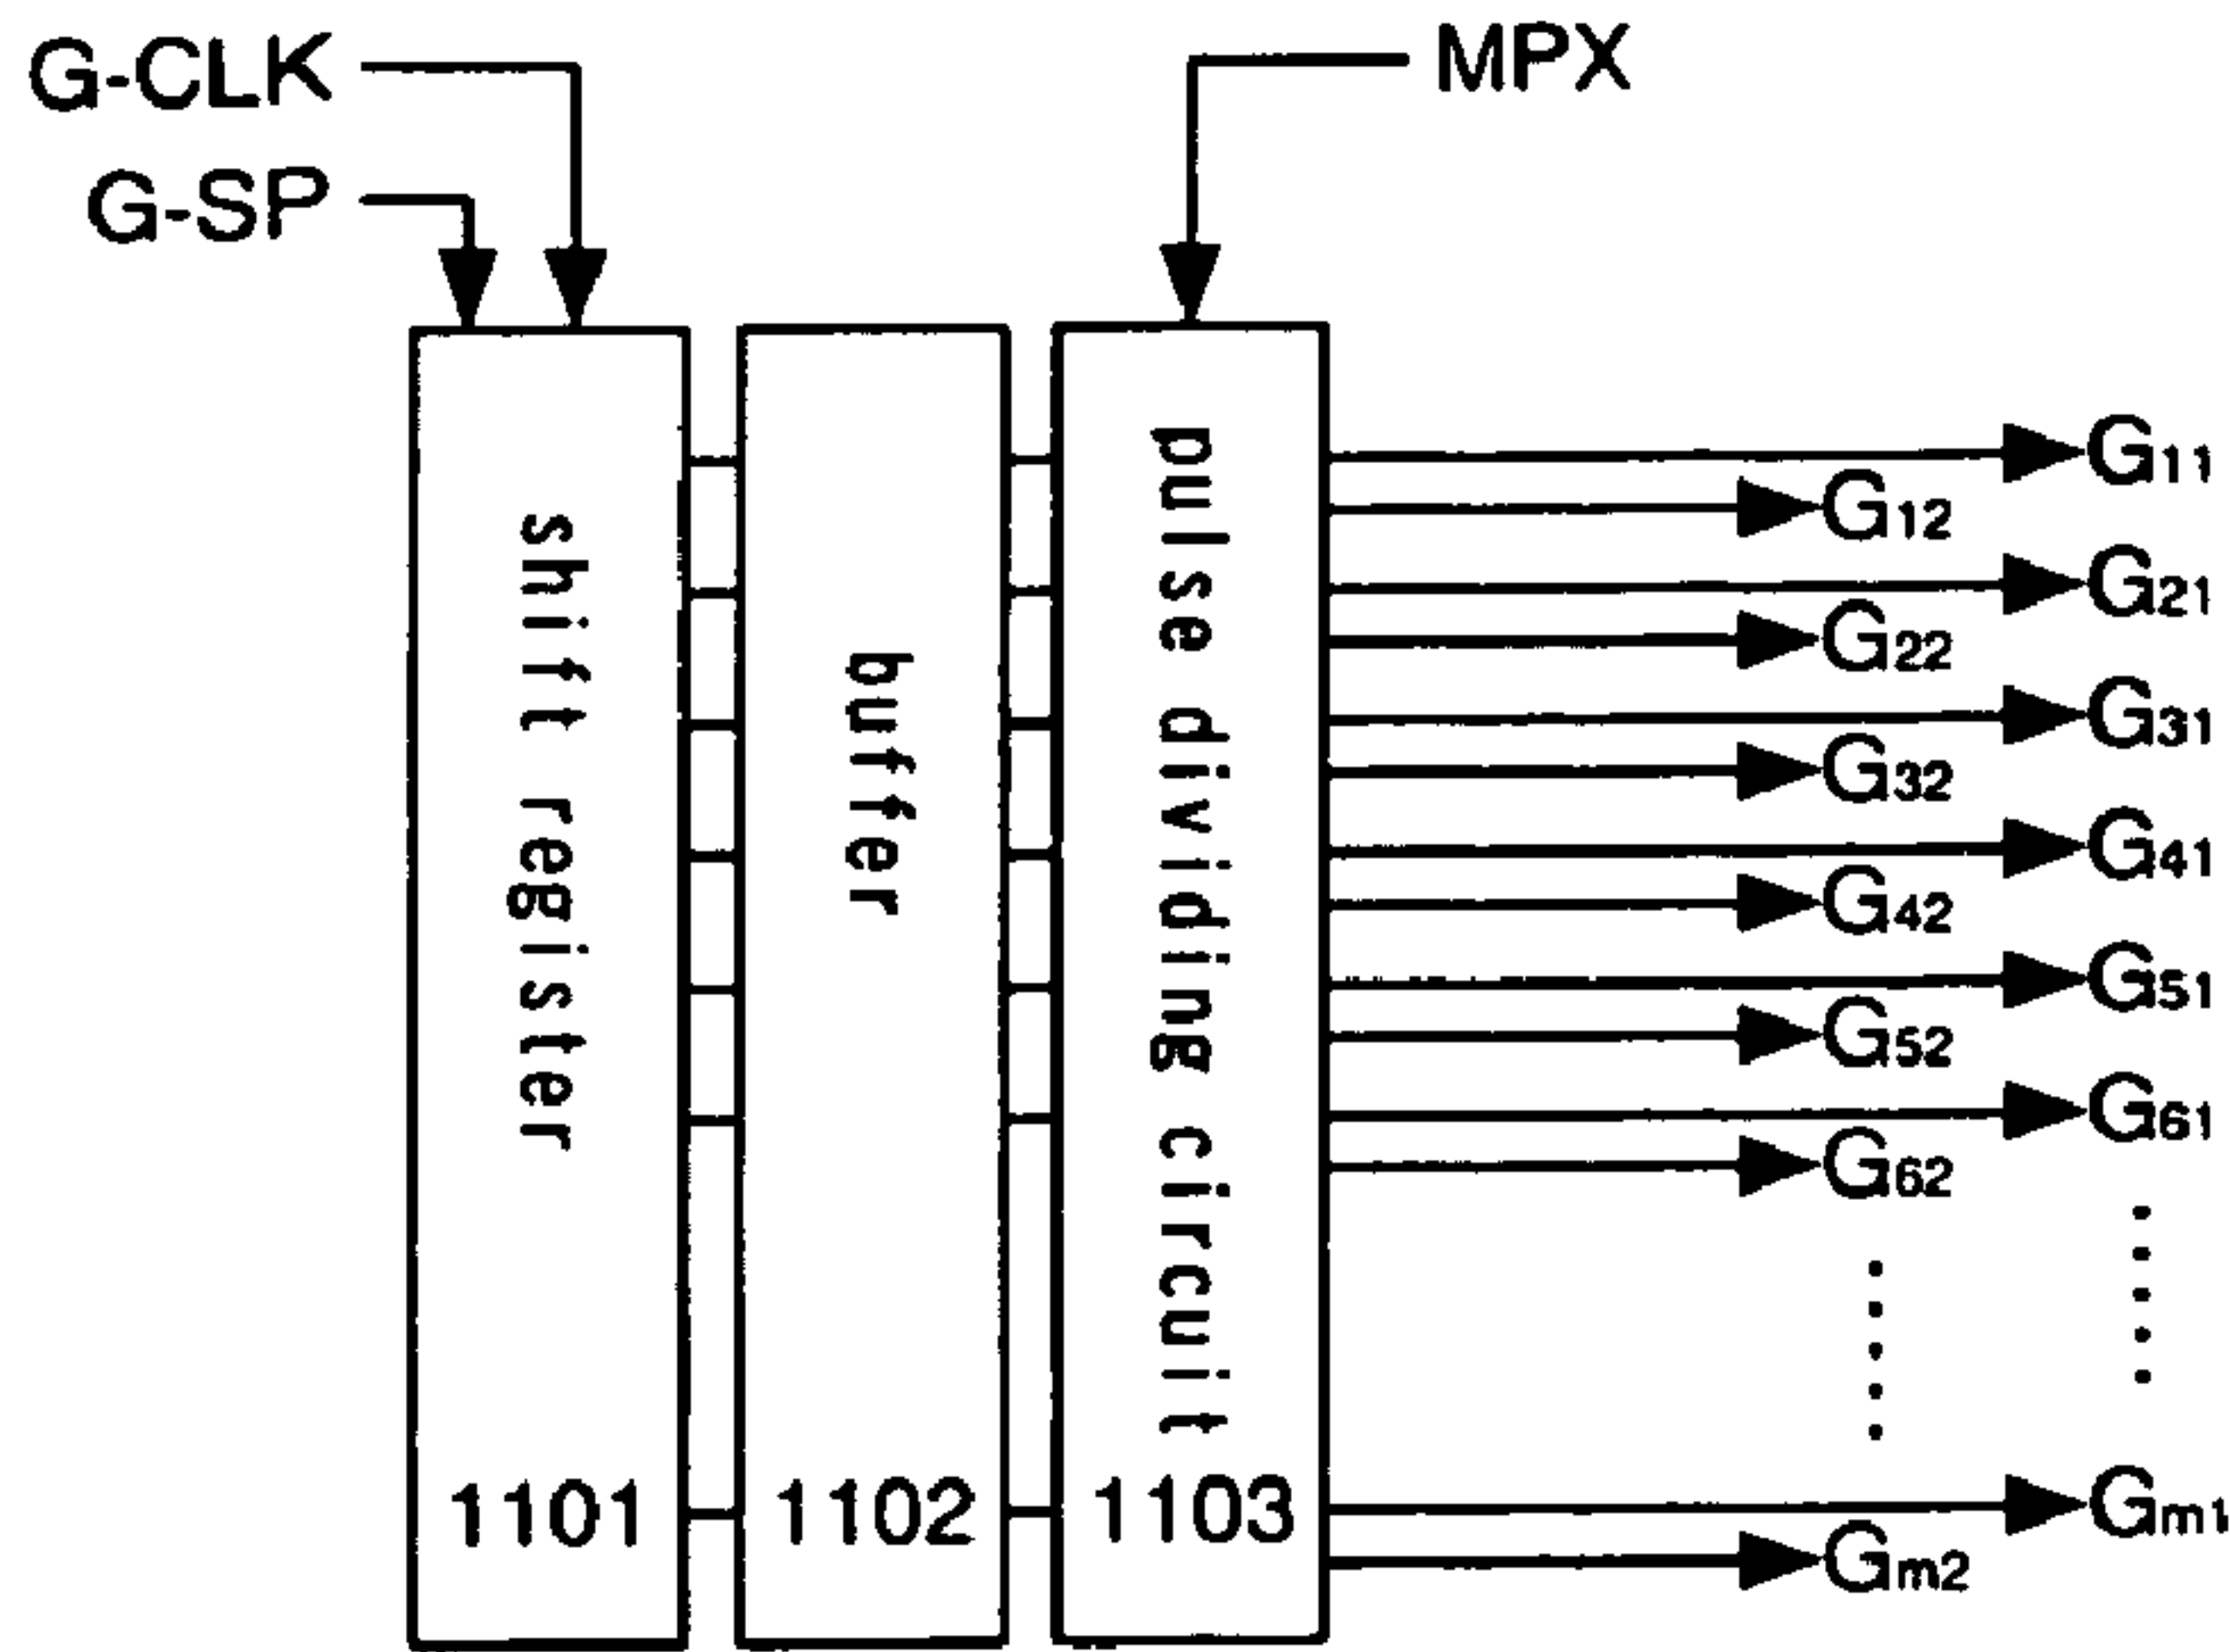 G-CLK
MPX
G-SP
shift register
buffer
pulse dividing circuit
G11
G12
G21
G22
G31
G32
G41
G42
G51
G52
G61
G62
1101
1102
1103
Gm1
Gm2